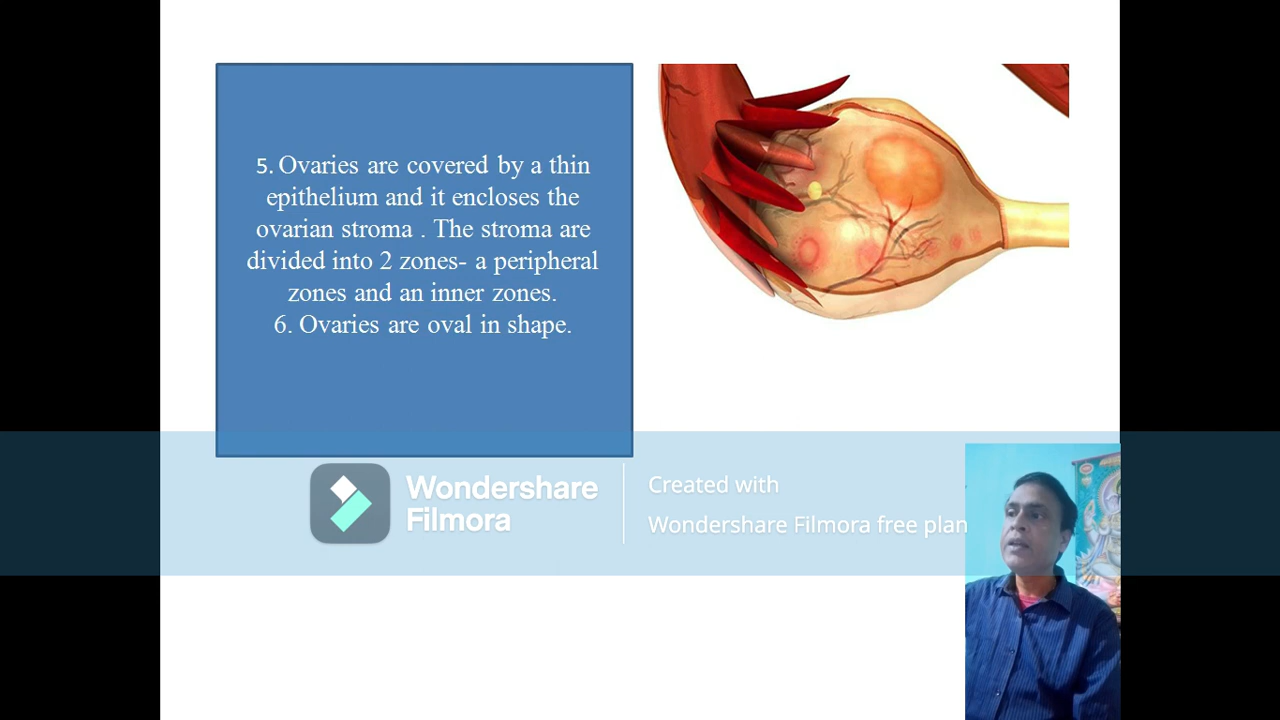 5. Ovaries are covered by a thin
epithelium and it encloses the
ovarian stroma . The stroma are
divided into 2 zones- a peripheral
zones and an inner zones.
6. Ovaries are oval in shape.
Wondershare
Filmora
Created with
Wondershare Filmora free plan